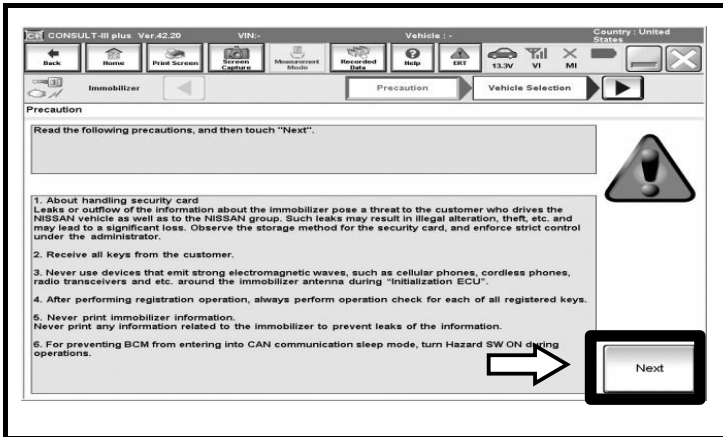 CONSULT-III plus Ver.42.20 VIN:- Vehicle : - Country : United States
Back Home Print Screen Screen Capture Measurement Mode Recorded Data Help ERT 13.3V VI MI
Immobilizer Precaution Vehicle Selection
Precaution
Read the following precautions, and then touch "Next".
1. About handling security card
Leaks or outflow of the information about the immobilizer pose a threat to the customer who drives the
NISSAN vehicle as well as to the NISSAN group. Such leaks may result in illegal alteration, theft, etc. and
may lead to a significant loss. Observe the storage method for the security card, and enforce strict control
under the administrator.
2. Receive all keys from the customer.
3. Never use devices that emit strong electromagnetic waves, such as cellular phones, cordless phones,
radio transceivers and etc. around the immobilizer antenna during "Initialization ECU".
4. After performing registration operation, always perform operation check for each of all registered keys.
5. Never print immobilizer information.
Never print any information related to the immobilizer to prevent leaks of the information.
6. For preventing BCM from entering into CAN communication sleep mode, turn Hazard SW ON during
operations.
Next